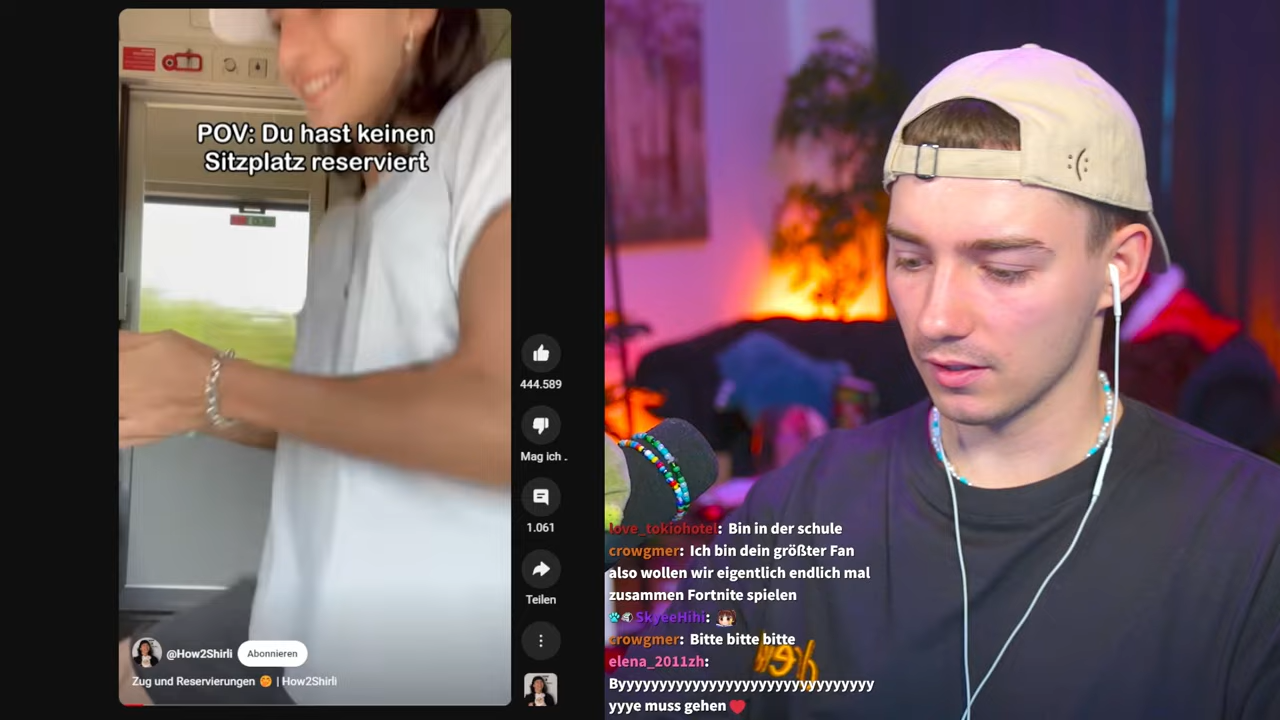 POV: Du hast keinen
Sitzplatz reserviert
444.589
Mag ich .
1.061
Teilen
@How2Shirli
Abonnieren
Zug und Reservierungen | How2Shirli
love_tokiohotel: Bin in der schule
crowgmer: Ich bin dein größter Fan
also wollen wir eigentlich endlich mal
zusammen Fortnite spielen
SkyeeHihi:
crowgmer: Bitte bitte bitte
elena_2011zh:
Byyyyyyyyyyyyyyyyyyyyyyyyyyyyyyy
yyye muss gehen